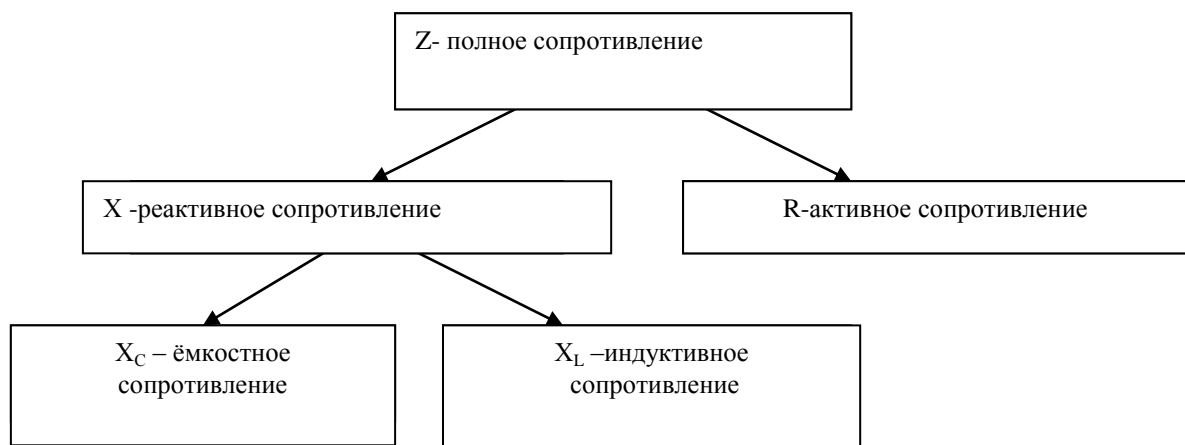 Z- полное сопротивление
X -реактивное сопротивление
R-активное сопротивление
X_C – ёмкостное
сопротивление
X_L –индуктивное
сопротивление